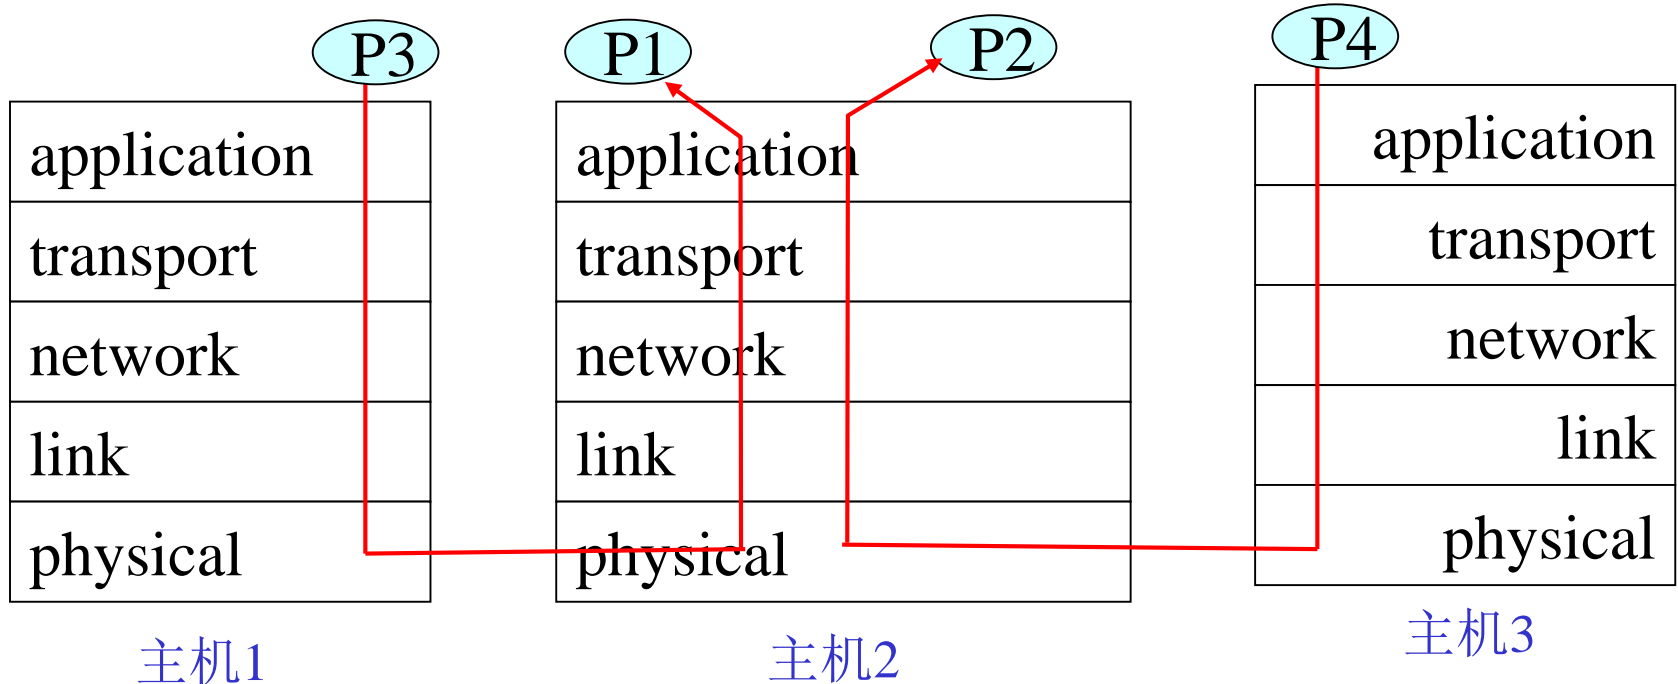 P3
P1
P2
P4
application
transport
network
link
physical
主机1
application
transport
network
link
physical
主机2
application
transport
network
link
physical
主机3